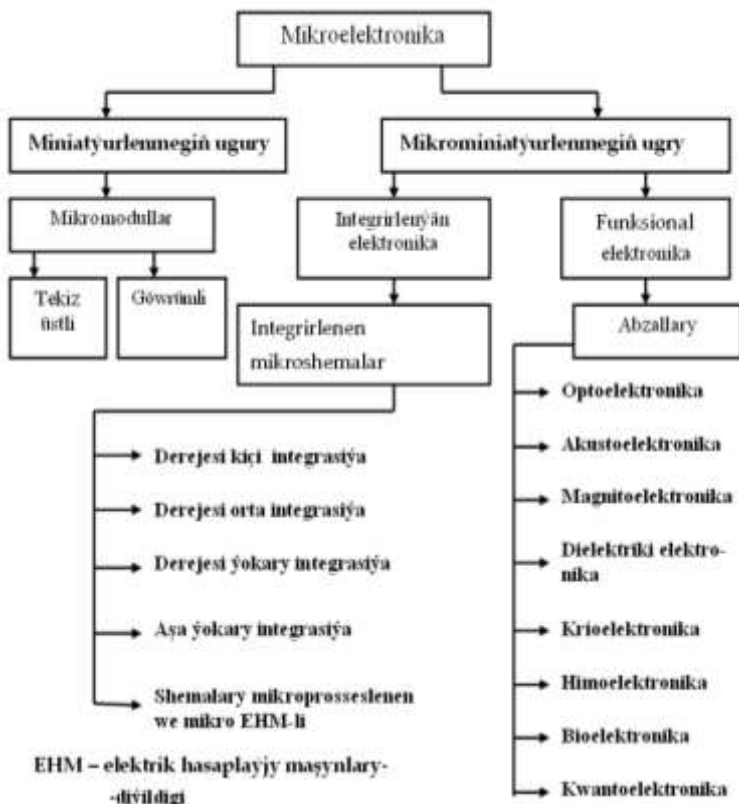 Mikroelektronika
Miniatýurlenmegiň ugury
Mikrominiatýurlenmegiň ugry
Mikromodullar
Integrirlenýän
elektronika
Funksional
elektronika
Tekiz
üstli
Göwrümli
Integrirlenen
mikroshemalar
Abzallary
Derejesi kiçi integrasiýa
Derejesi orta integrasiýa
Derejesi ýokary integrasiýa
Aşa ýokary integrasiýa
Shemalary mikroprosseslenen
we mikro EHM-li
EHM – elektrik hasaplaýjy maşynlary-
-diýildigi
Optoelektronika
Akustoelektronika
Magnitoelektronika
Dielektriki elektro-
nika
Krioelektronika
Himoelektronika
Bioelektronika
Kwantoelektronika